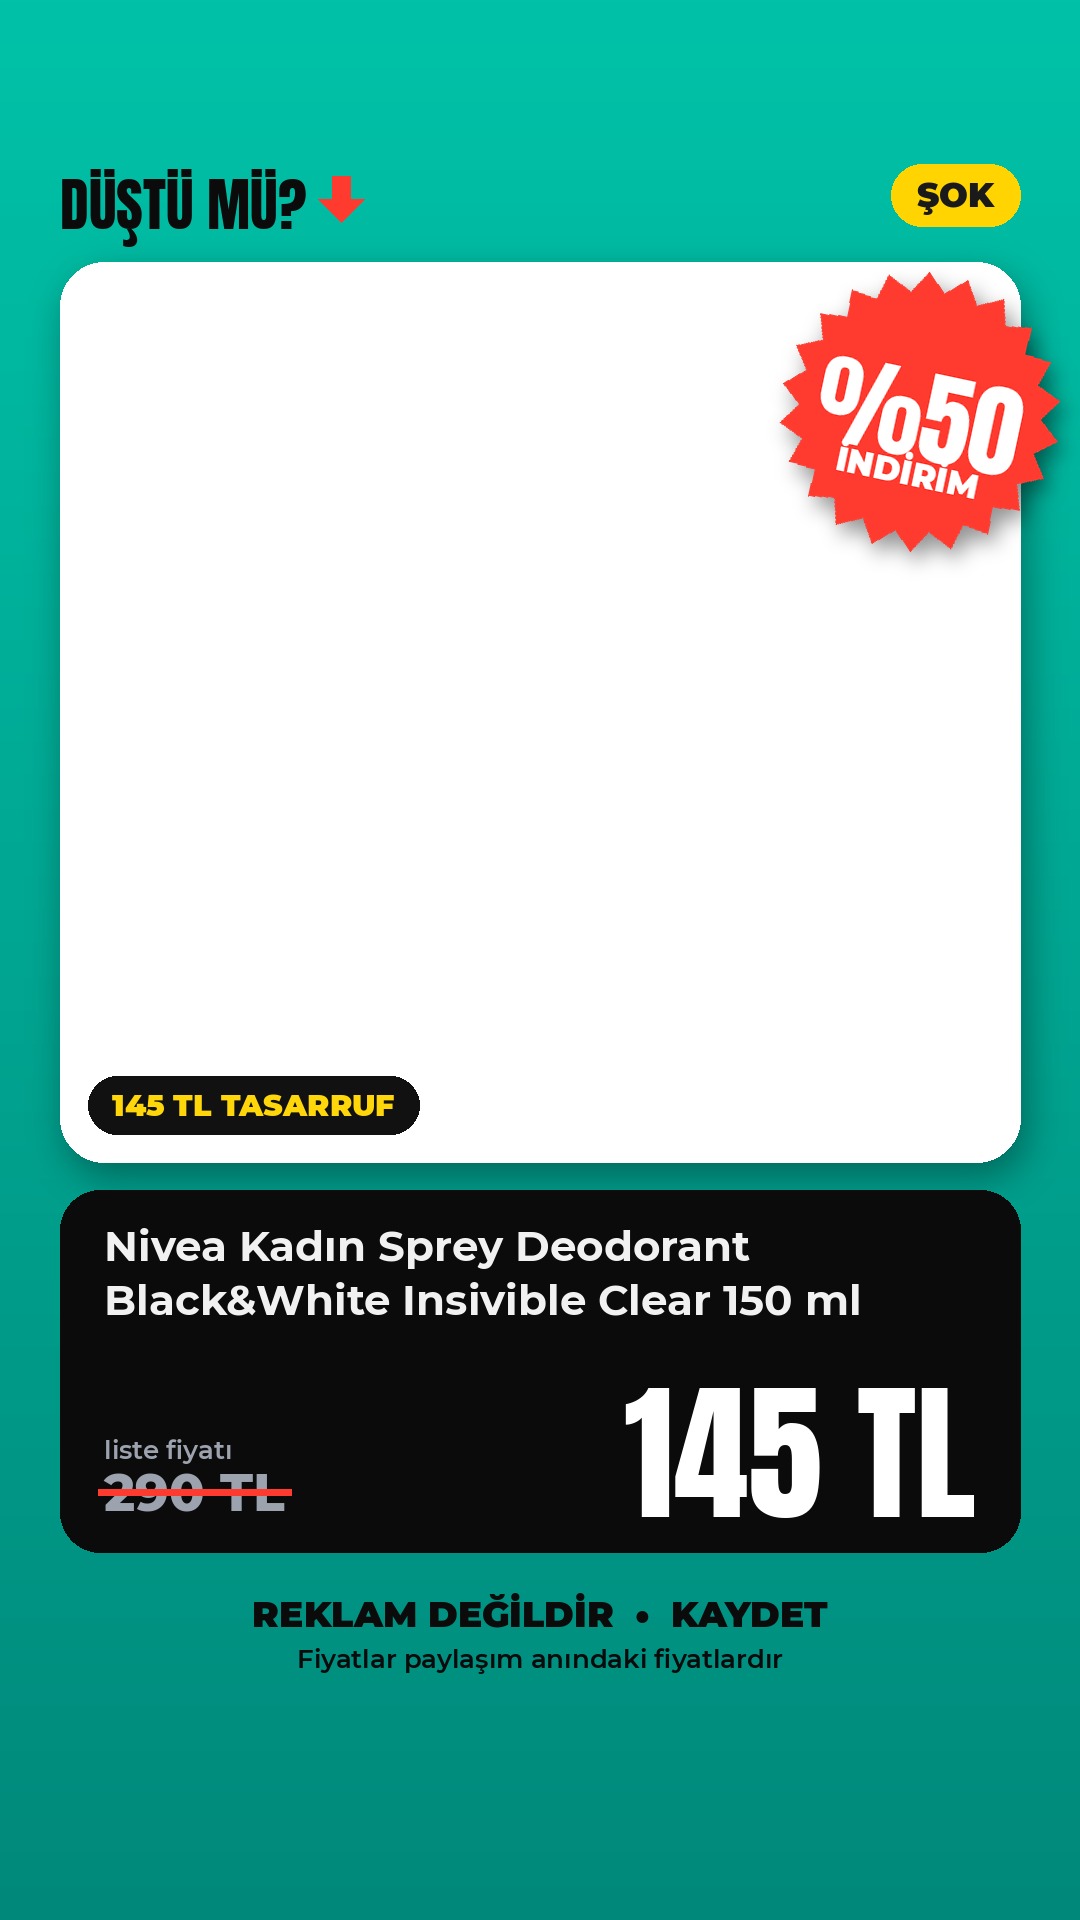 DÜŞTÜ MÜ?
ŞOK
%50
İNDİRİM
145 TL TASARRUF
Nivea Kadın Sprey Deodorant
Black&White Insivible Clear 150 ml
liste fiyatı
290 TL
145 TL
REKLAM DEĞİLDİR • KAYDET
Fiyatlar paylaşım anındaki fiyatlardır